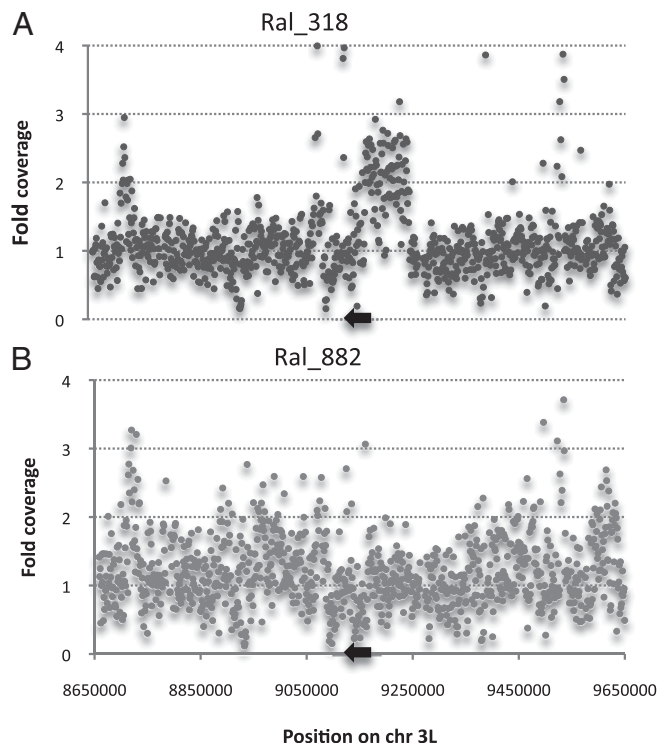 A
Ral_318
Fold coverage
4
3
2
1
0
B
Ral_882
Fold coverage
4
3
2
1
0
8650000 8850000 9050000 9250000 9450000 9650000
Position on chr 3L